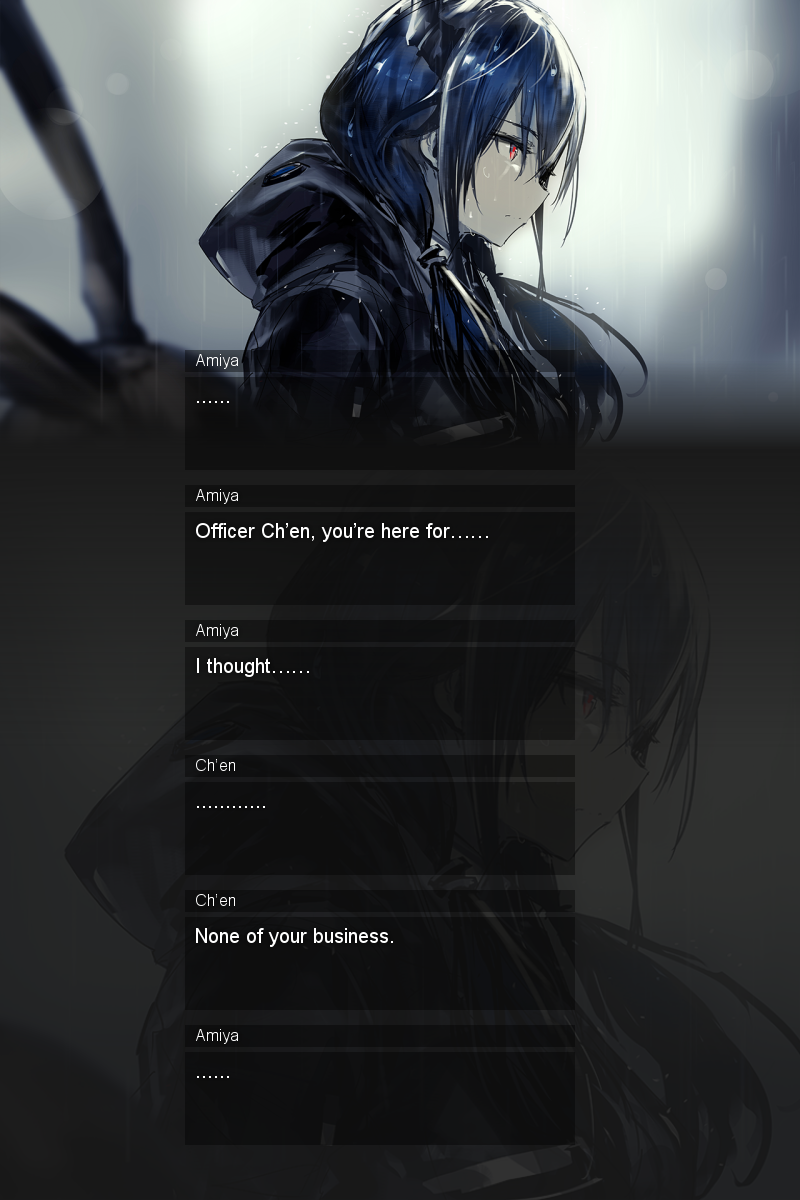 Amiya
……
Amiya
Officer Ch’en, you’re here for……
Amiya
I thought……
Ch’en
…………
Ch’en
None of your business.
Amiya
……